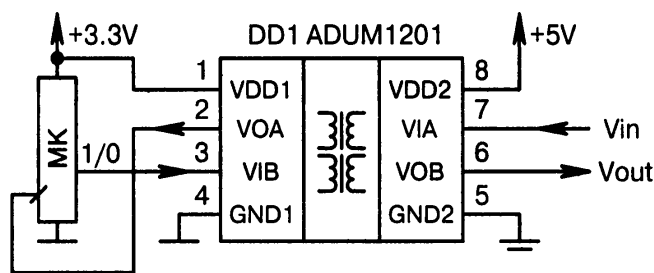 +3.3V DD1 ADUM1201 +5V
1 VDD1 VDD2 8
2 VOA VIA 7 Vin
МК 1/0 3 VIB VOB 6 Vout
4 GND1 GND2 5